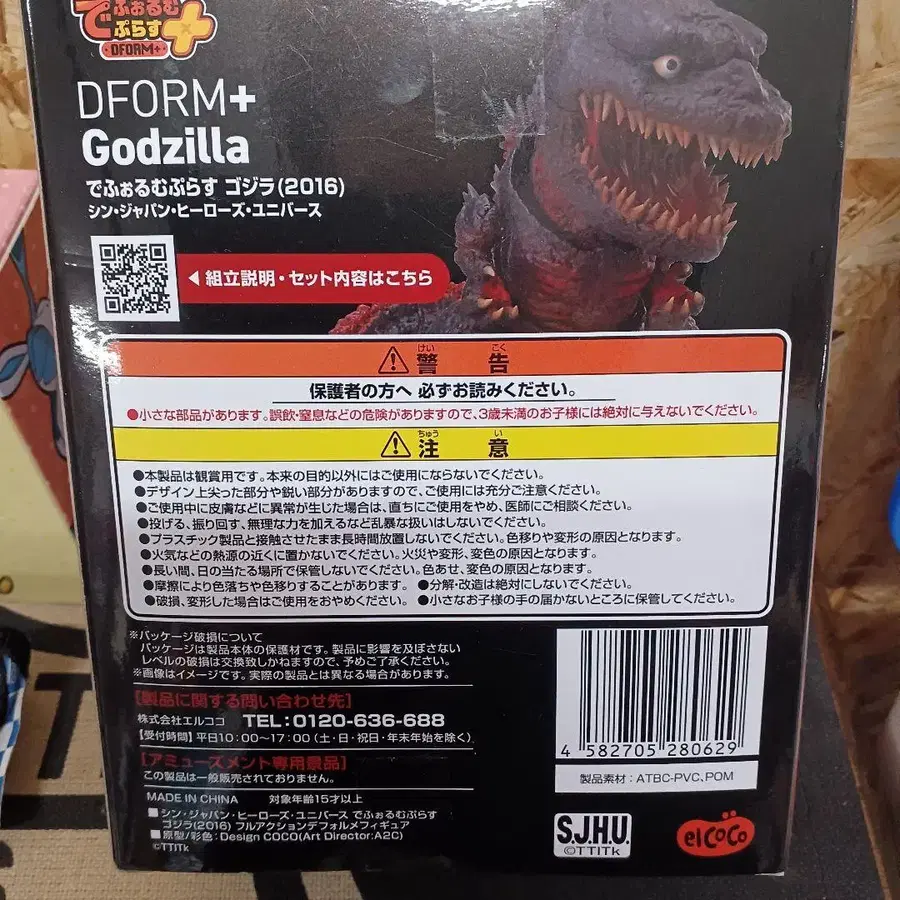 でふぉるむ
ぷらす
DFORM+
DFORM+
Godzilla
でふぉるむぷらす ゴジラ(2016)
シン・ジャパン・ヒーローズ・ユニバース
◀組立説明・セット内容はこちら
⚠警告
けい こく
保護者の方へ 必ずお読みください。
●小さな部品があります。誤飲・窒息などの危険がありますので、3歳未満のお子様には絶対に与えないでください。
⚠注意
ちゅう い
●本製品は観賞用です。本来の目的以外にはご使用にならないでください。
●デザイン上尖った部分や鋭い部分がありますので、ご使用には充分ご注意ください。
●ご使用中に皮膚などに異常が生じた場合は、直ちにご使用をやめ、医師にご相談ください。
●投げる、振り回す、無理な力を加えるなど乱暴な扱いはしないでください。
●プラスチック製品と接触させたまま長時間放置しないでください。色移りや変形の原因となります。
●火気などの熱源の近くに置かないでください。火災や変形、変色の原因となります。
●長い間、日の当たる場所で保管しないでください。色あせ、変色の原因となります。
●摩擦により色落ちや色移りすることがあります。 ●分解・改造は絶対にしないでください。
●破損、変形した場合はご使用をおやめください。 ●小さなお子様の手の届かないところに保管してください。
※パッケージ破損について
パッケージは製品本体の保護材です。製品に影響を及ぼさない
レベルの破損は交換致しかねますので、予めご了承ください。
※画像はイメージです。実際の製品とは異なる場合があります。
【製品に関する問い合わせ先】
株式会社エルココ TEL:0120-636-688
【受付時間】平日10:00〜17:00(土・日・祝日・年末年始を除く)
【アミューズメント専用景品】
この製品は一般販売されておりません。
MADE IN CHINA 対象年齢15才以上
■シン・ジャパン・ヒーローズ・ユニバース でふぉるむぷらす
ゴジラ(2016) フルアクションデフォルメフィギュア
■原型/彩色:Design COCO(Art Director:A2C)
©TTITk
4 582705 280629
製品素材:ATBC-PVC、POM
S.J.H.U.
©TTITk
elcoco